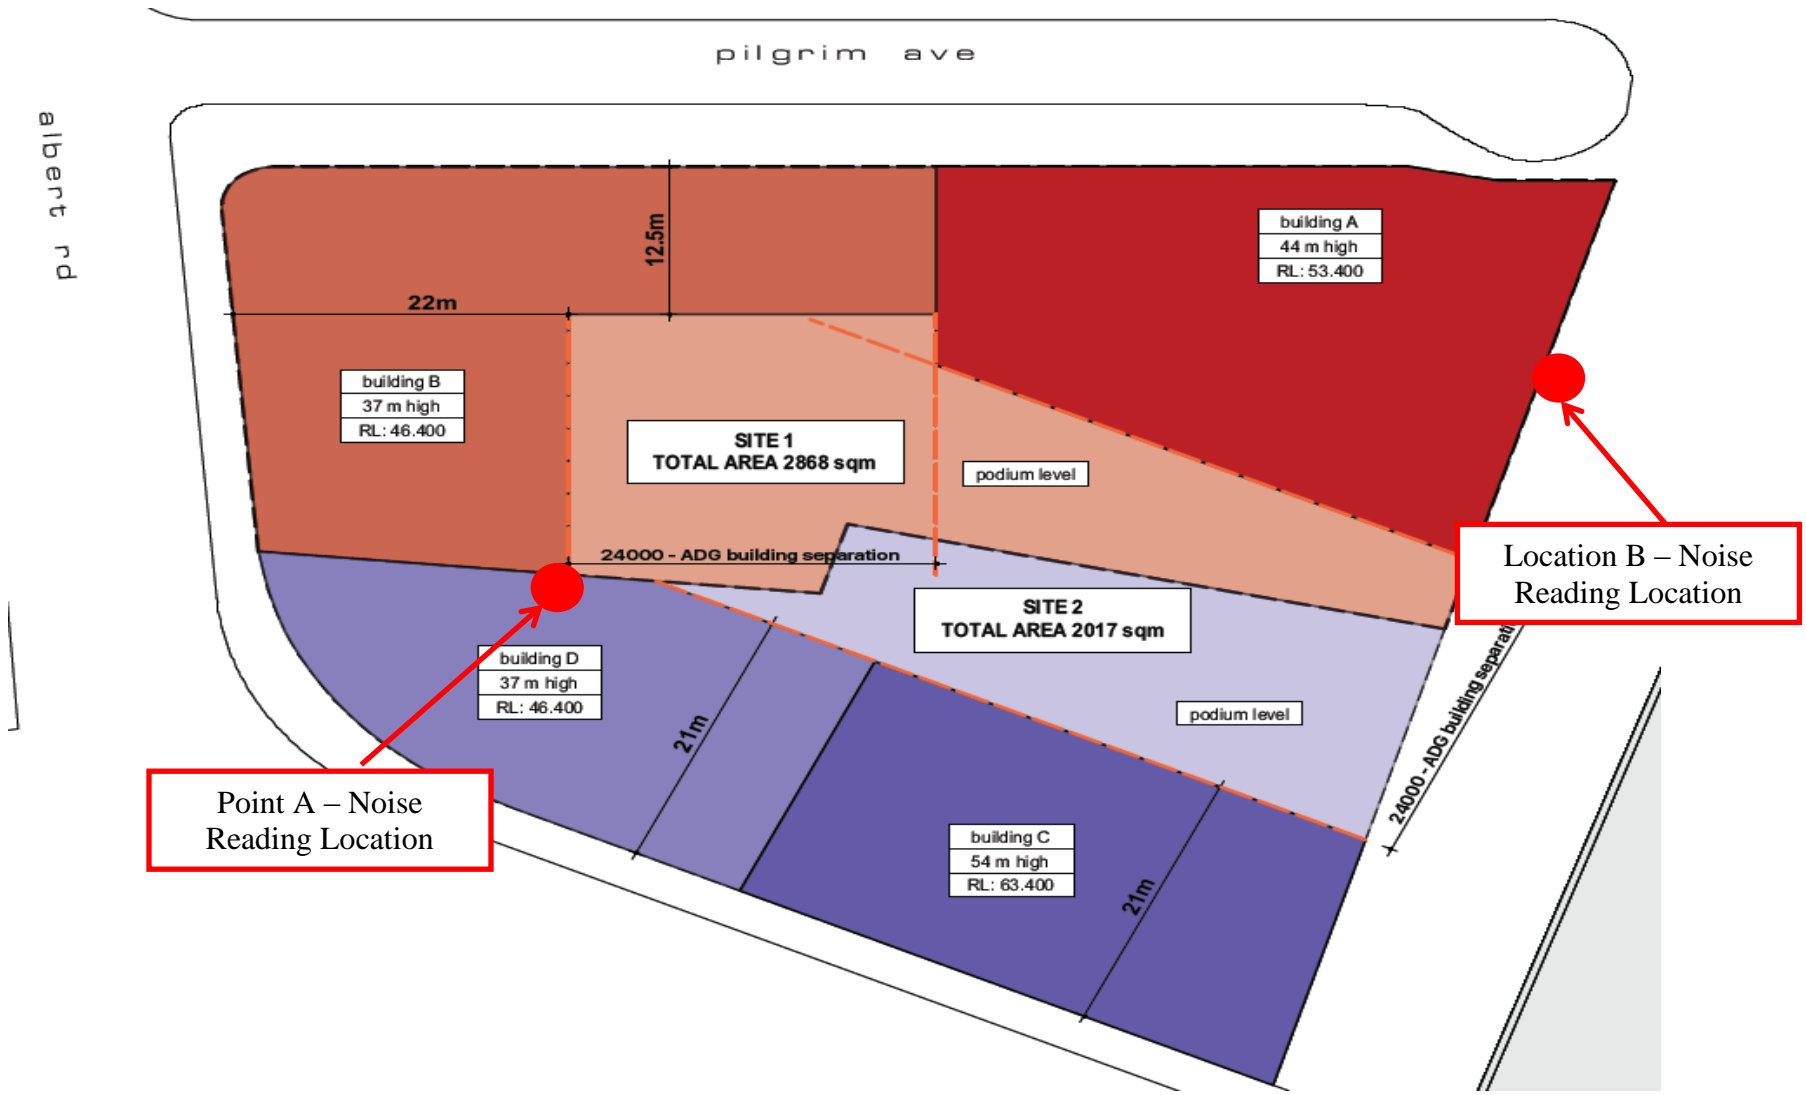 pilgrim ave
albert rd
building A
44 m high
RL: 53.400
12.5m
22m
building B
37 m high
RL: 46.400
SITE 1
TOTAL AREA 2868 sqm
podium level
24000 - ADG building separation
Location B – Noise
Reading Location
SITE 2
TOTAL AREA 2017 sqm
building D
37 m high
RL: 46.400
21m
podium level
24000 - ADG building separati
Point A – Noise
Reading Location
building C
54 m high
RL: 63.400
21m